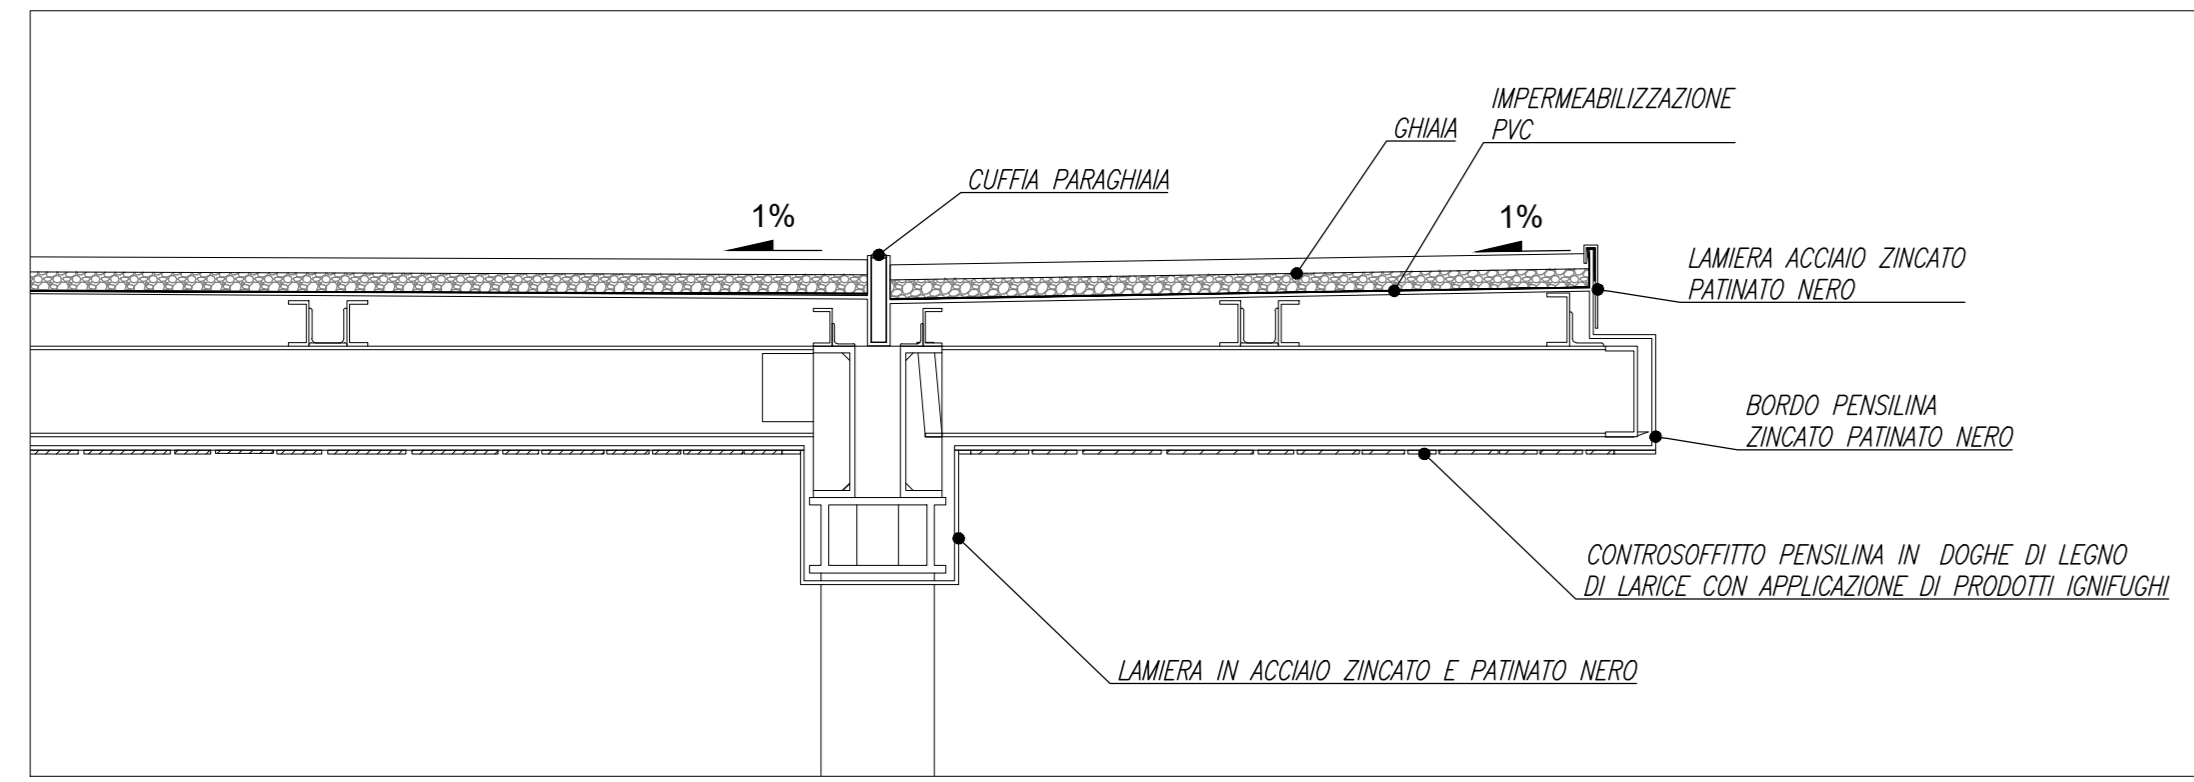 IMPERMEABILIZZAZIONE
PVC
GHIAIA
CUFFIA PARAGHIAIA
1%
1%
LAMIERA ACCIAIO ZINCATO
PATINATO NERO
BORDO PENSILINA
ZINCATO PATINATO NERO
CONTROSOFFITTO PENSILINA IN DOGHE DI LEGNO
DI LARICE CON APPLICAZIONE DI PRODOTTI IGNIFUGHI
LAMIERA IN ACCIAIO ZINCATO E PATINATO NERO